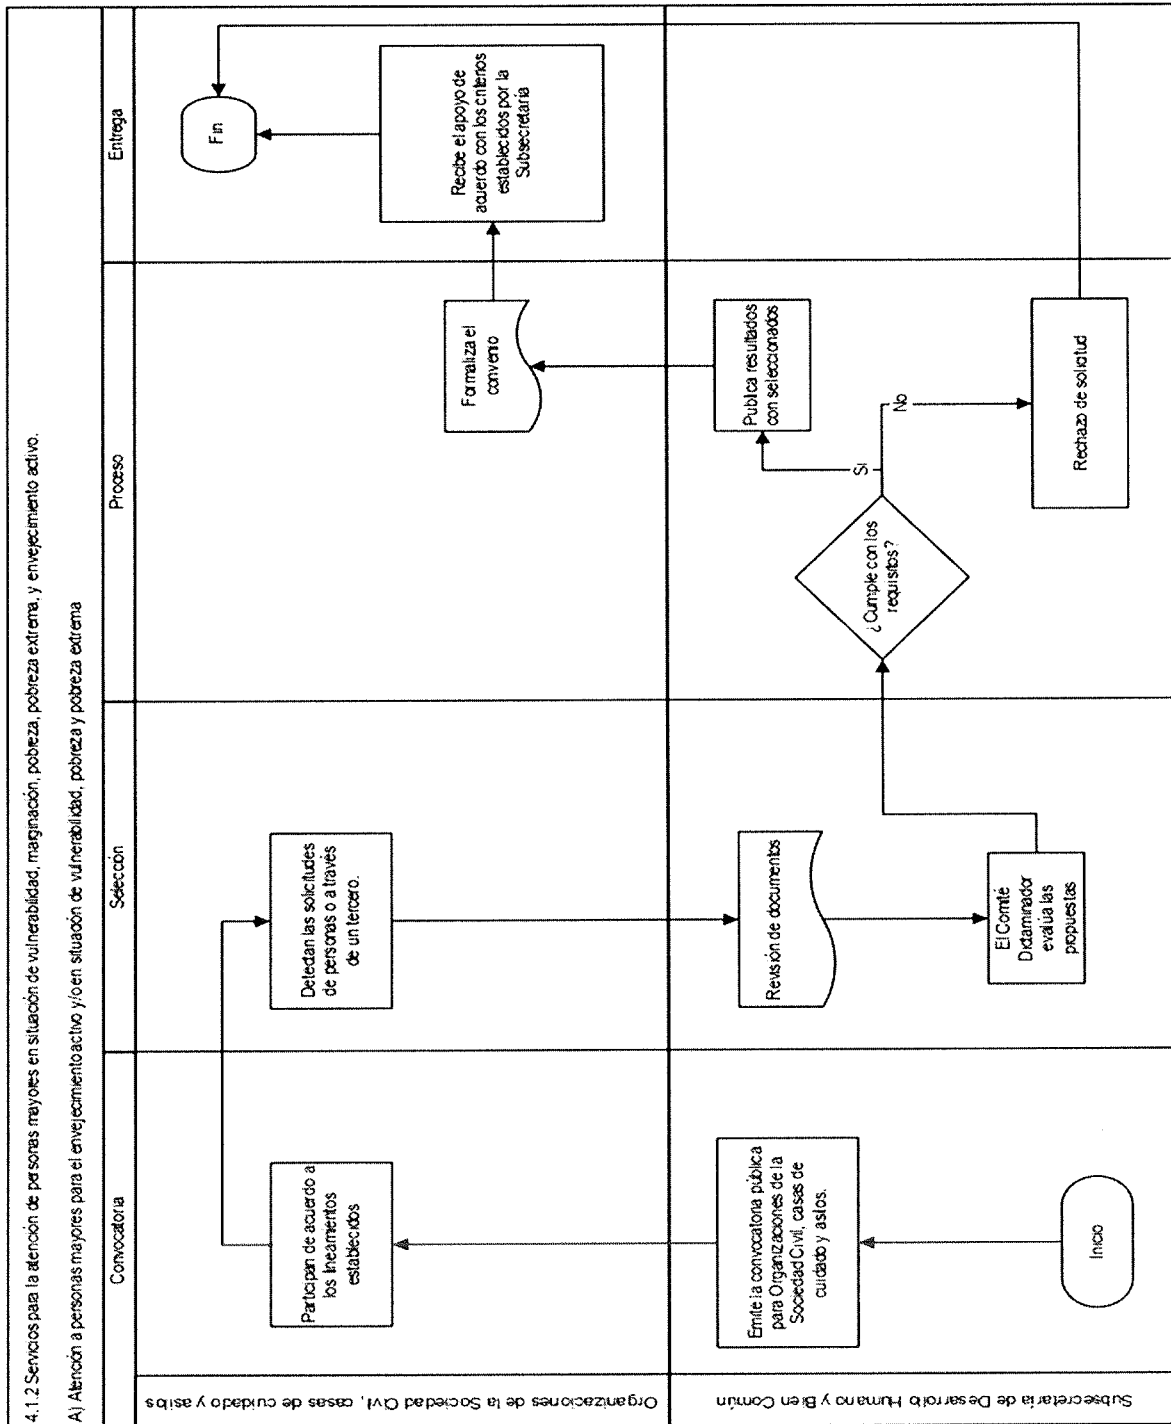 4.1.2 Servicios para la atención de personas mayores en situación de vulnerabilidad, marginación, pobreza, pobreza extrema, y envejecimiento activo.
A) Atención a personas mayores para el envejecimiento activo y/o en situación de vulnerabilidad, pobreza y pobreza extrema
Convocatoria
Selección
Proceso
Entrega
Organizaciones de la Sociedad Civil, casas de cuidado y asilos
Participan de acuerdo a
los lineamentos
establecidos
Detectan las solicitudes
de personas o a través
de un tercero.
Formaliza el
convenio
Recibe el apoyo de
acuerdo con los criterios
establecidos por la
Subsecretaría
Fin
Subsecretaría de Desarrollo Humano y Bien Común
Inicio
Emite la convocatoria pública
para Organizaciones de la
Sociedad Civil, casas de
cuidado y asilos.
Revisión de documentos
El Comité
Dictaminador
evalúa las
propuestas
¿Cumple con los
requisitos?
Si
No
Publica resultados
con seleccionados
Rechazo de solicitud